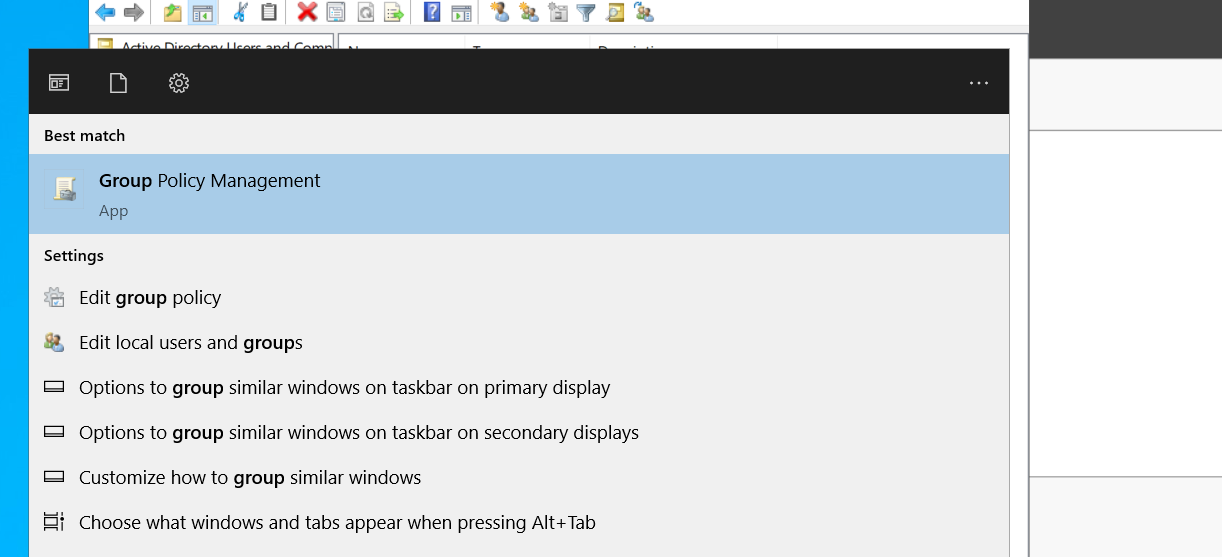 Active Directory Users and Comp
Best match
Group Policy Management
App
Settings
Edit group policy
Edit local users and groups
Options to group similar windows on taskbar on primary display
Options to group similar windows on taskbar on secondary displays
Customize how to group similar windows
Choose what windows and tabs appear when pressing Alt+Tab